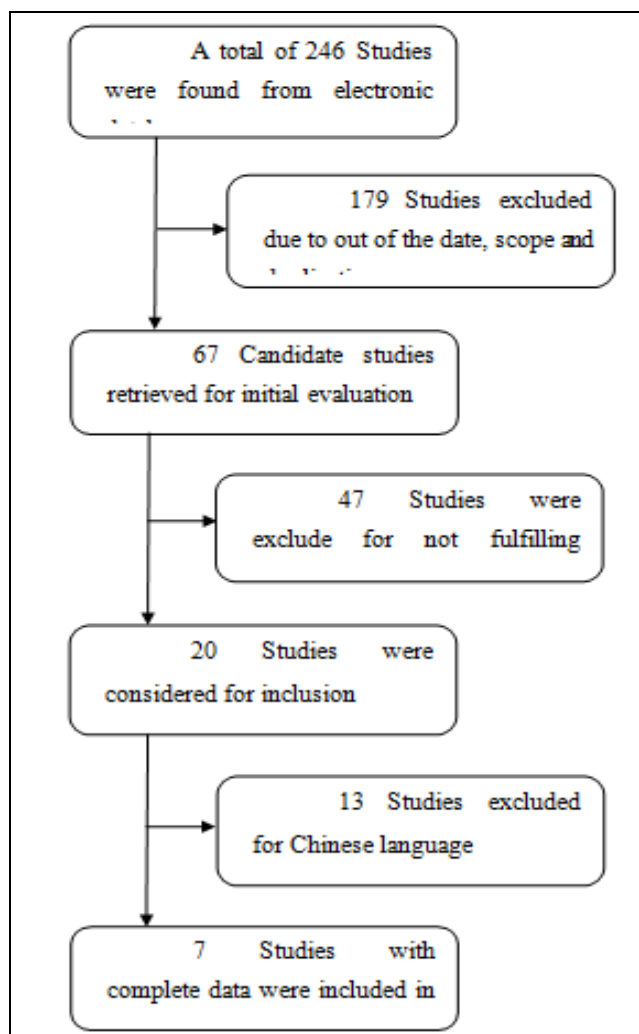 A total of 246 Studies
were found from electronic
179 Studies excluded
due to out of the date, scope and
67 Candidate studies
retrieved for initial evaluation
47 Studies were
exclude for not fulfilling
20 Studies were
considered for inclusion
13 Studies excluded
for Chinese language
7 Studies with
complete data were included in